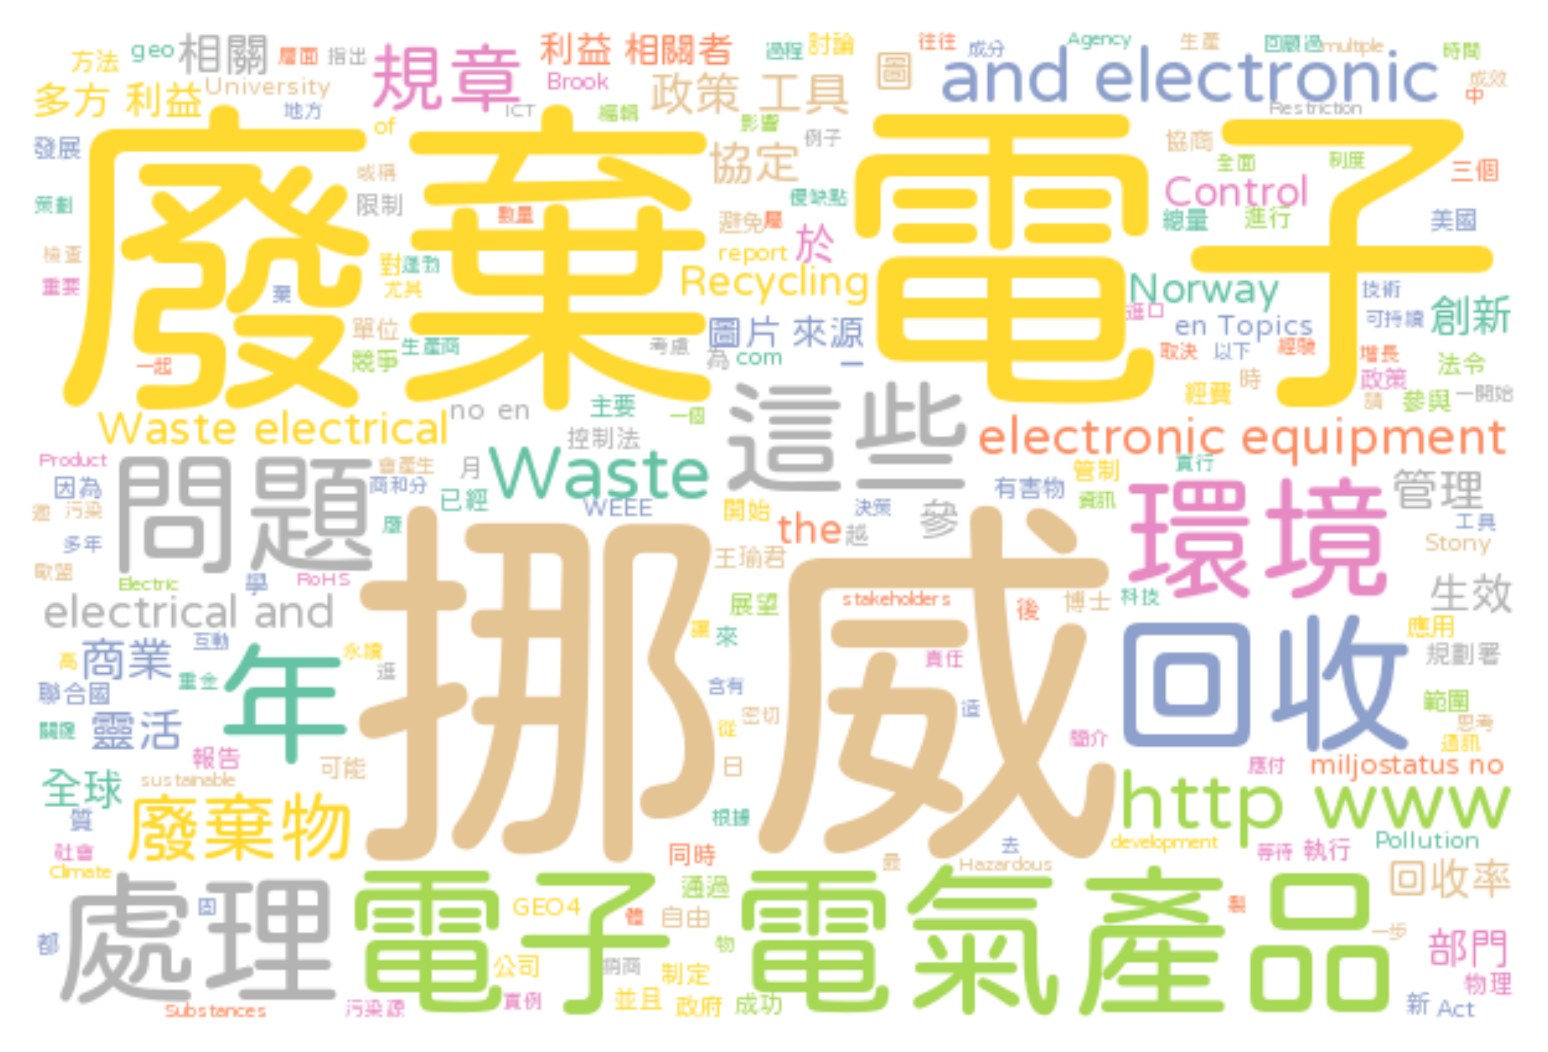 方法 geo 相關 層面 指出 規章 利益 相關者 過程 討論 往往 成分 Agency 生產 回顧過 multiple 時間
多方 利益 University 地方 ICT Brook 編輯 政策 工具 圖 and electronic 成效 中
發展 of 或稱 影響 例子 協定 協商 Restriction 全面 制度 三個
廢棄 電子
策劃 限制 數量 避免 屬 優缺點 Control 總量 進行 美國
檢查 對 report 於
重要 尤其 Recycling Norway 技術
單位 圖片 來源 進口 en Topics 可持續 創新
一起 競爭 生產商 考慮 為 com 一 取決 以下 經驗 增長 法令
經費 時 政策 請 參與 一開始
Waste electrical no en 主要 一個 這些 electronic equipment
控制法
Product 問題 會產生 月 Waste 管制 實行 管理
因為 商和分 已經 WEEE 有害物 資訊 環境
污染 開始 決策 工具
多年 the 越 參 Stony
歐盟 王瑜君
Electric 學 RoHS 挪威 生效
electrical and 展望 stakeholders 後 博士 科技
讓 來 應用
商業 互動 年 永續 責任 回收 規劃署
高 重金 進
聯合國 含有 範圍
關鍵 靈活 從 密切 造 思考
報告 簡介 通訊
全球 sustainable 可能 日 應付 miljostatus no
質 廢棄物 根據 http www
社會 同時 去 development 等待 執行 Pollution
Climate 最 Hazardous
處理 電子 電氣產品 通過 回收率
固 GEO4 體 自由 製
都 物 一步 部門
公司 銷商 制定 物理
Substances 污染源 實例 並且 政府 成功 新 Act